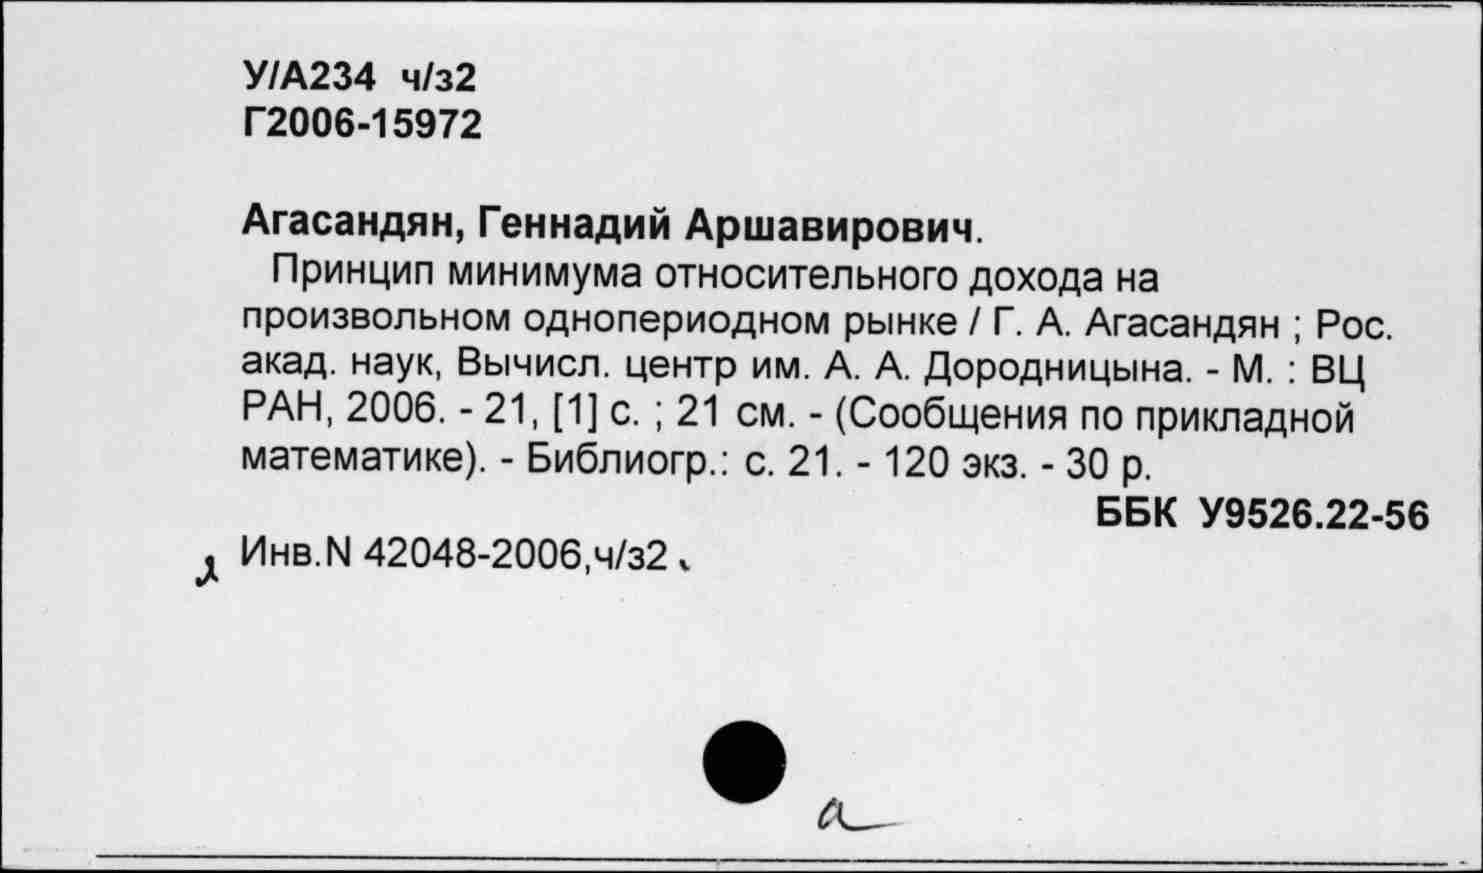 У/А234 ч/з2
Г2006-15972
Агасандян, Геннадий Аршавирович.
Принцип минимума относительного дохода на
произвольном однопериодном рынке / Г. А. Агасандян ; Рос.
акад. наук, Вычисл. центр им. А. А. Дородницына. - М. : ВЦ
РАН, 2006. - 21, [1] с. ; 21 см. - (Сообщения по прикладной
математике). - Библиогр.: с. 21. - 120 экз. - 30 р.
ББК У9526.22-56
Инв.N 42048-2006,ч/з2
а